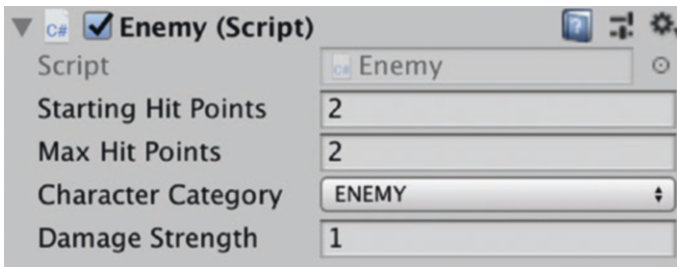 C# Enemy (Script)
Script C# Enemy
Starting Hit Points 2
Max Hit Points 2
Character Category ENEMY
Damage Strength 1